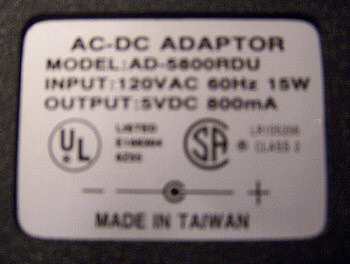 AC-DC ADAPTOR
MODEL:AD-5800RDU
INPUT:120VAC 60Hz 15W
OUTPUT:5VDC 800mA
UL LISTED
SA
CLASS 2
- +
MADE IN TAIWAN